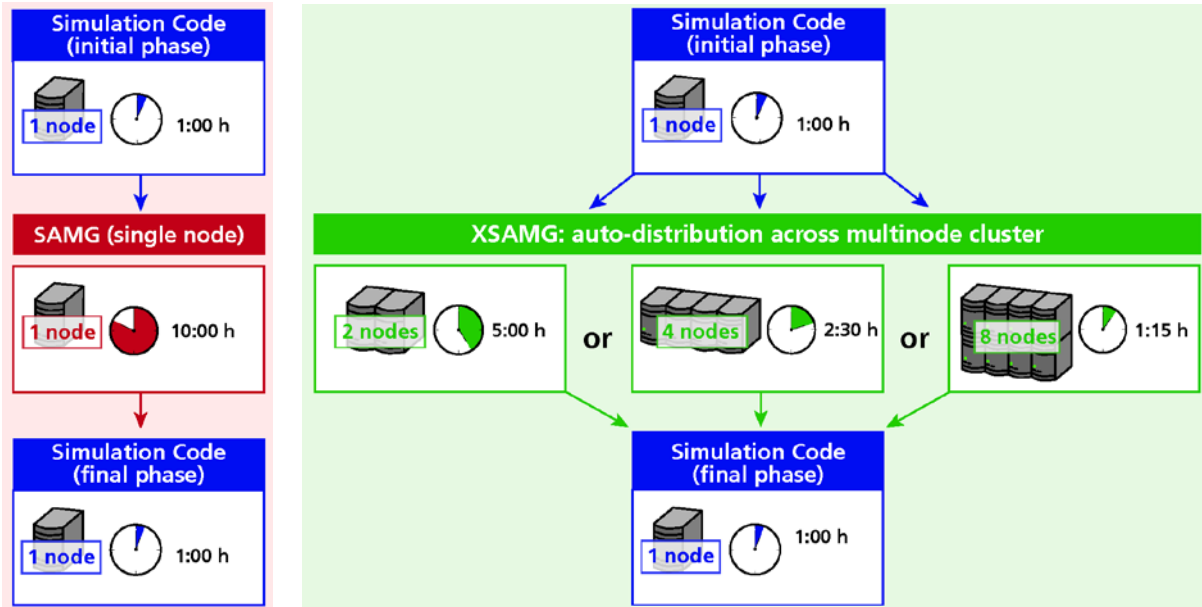 Simulation Code
(initial phase)
1 node
1:00 h
SAMG (single node)
1 node
10:00 h
Simulation Code
(final phase)
1 node
1:00 h
Simulation Code
(initial phase)
1 node
1:00 h
XSAMG: auto-distribution across multinode cluster
2 nodes
5:00 h
or
4 nodes
2:30 h
or
8 nodes
1:15 h
Simulation Code
(final phase)
1 node
1:00 h